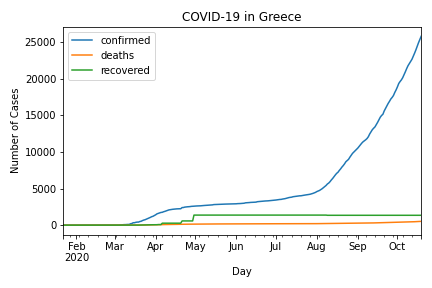 COVID-19 in Greece
confirmed
deaths
recovered
Number of Cases
25000
20000
15000
10000
5000
0
Feb Mar Apr May Jun Jul Aug Sep Oct
2020
Day